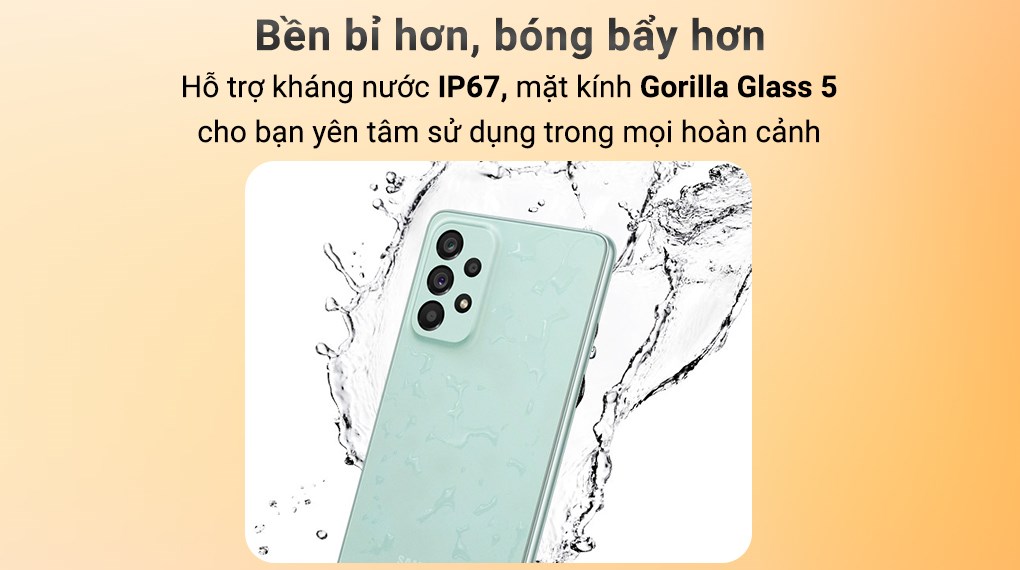 Bền bỉ hơn, bóng bẩy hơn
Hỗ trợ kháng nước IP67, mặt kính Gorilla Glass 5
cho bạn yên tâm sử dụng trong mọi hoàn cảnh